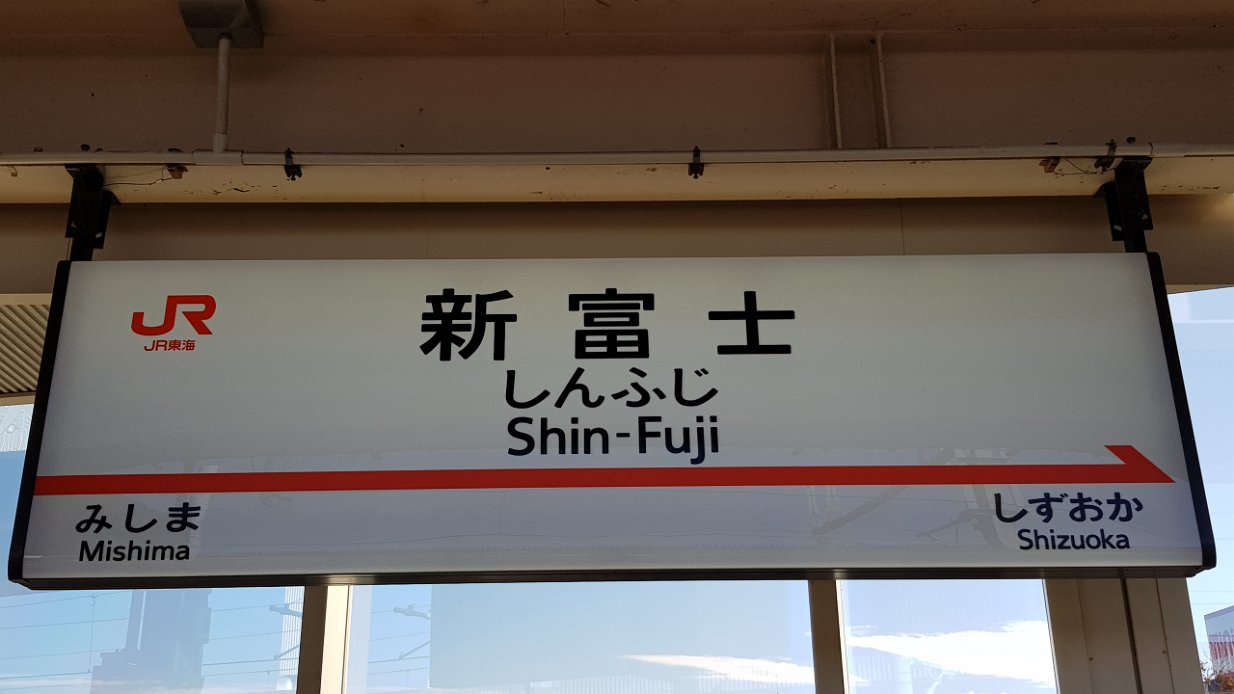 JR
JR東海
新富士
しんふじ
Shin-Fuji
みしま
Mishima
しずおか
Shizuoka